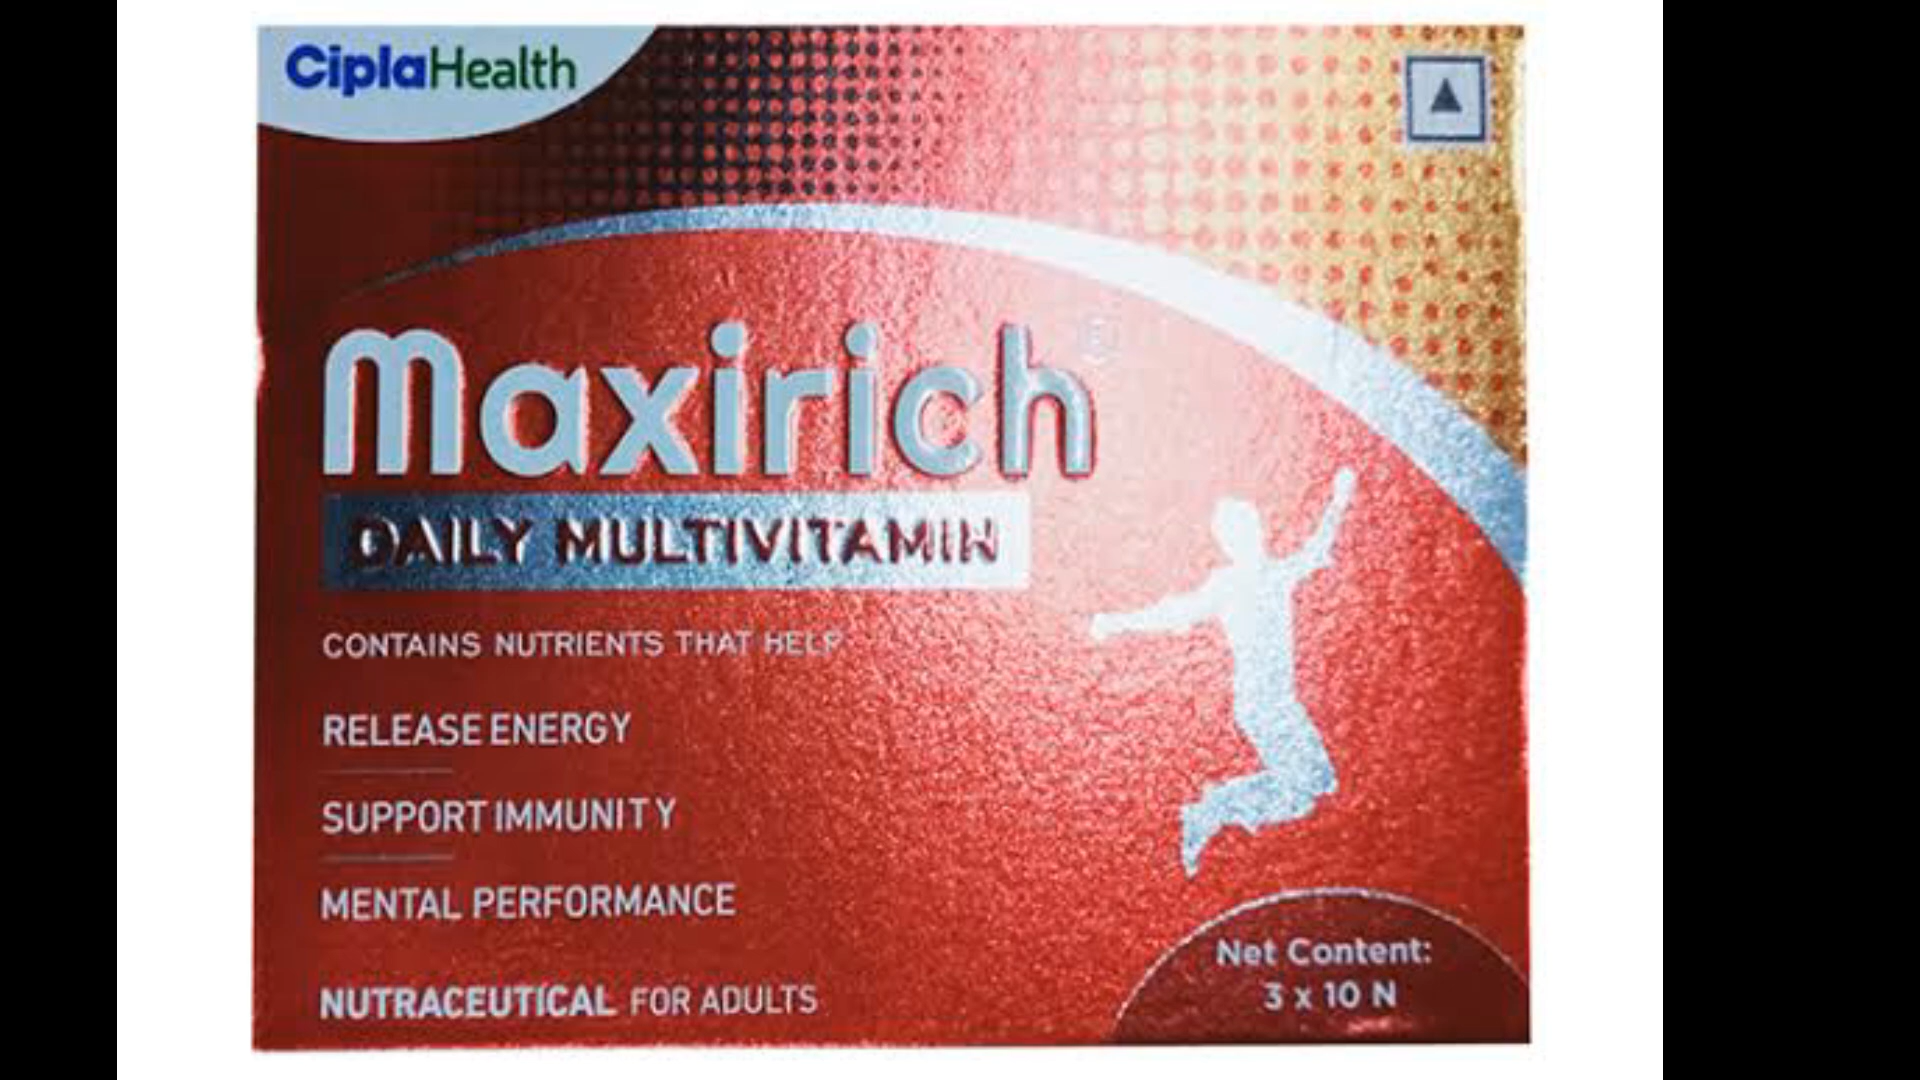 CiplaHealth
Maxirich
DAILY MULTIVITAMIN
CONTAINS NUTRIENTS THAT HELP
RELEASE ENERGY
SUPPORT IMMUNITY
MENTAL PERFORMANCE
NUTRACEUTICAL FOR ADULTS
Net Content:
3 x 10 N